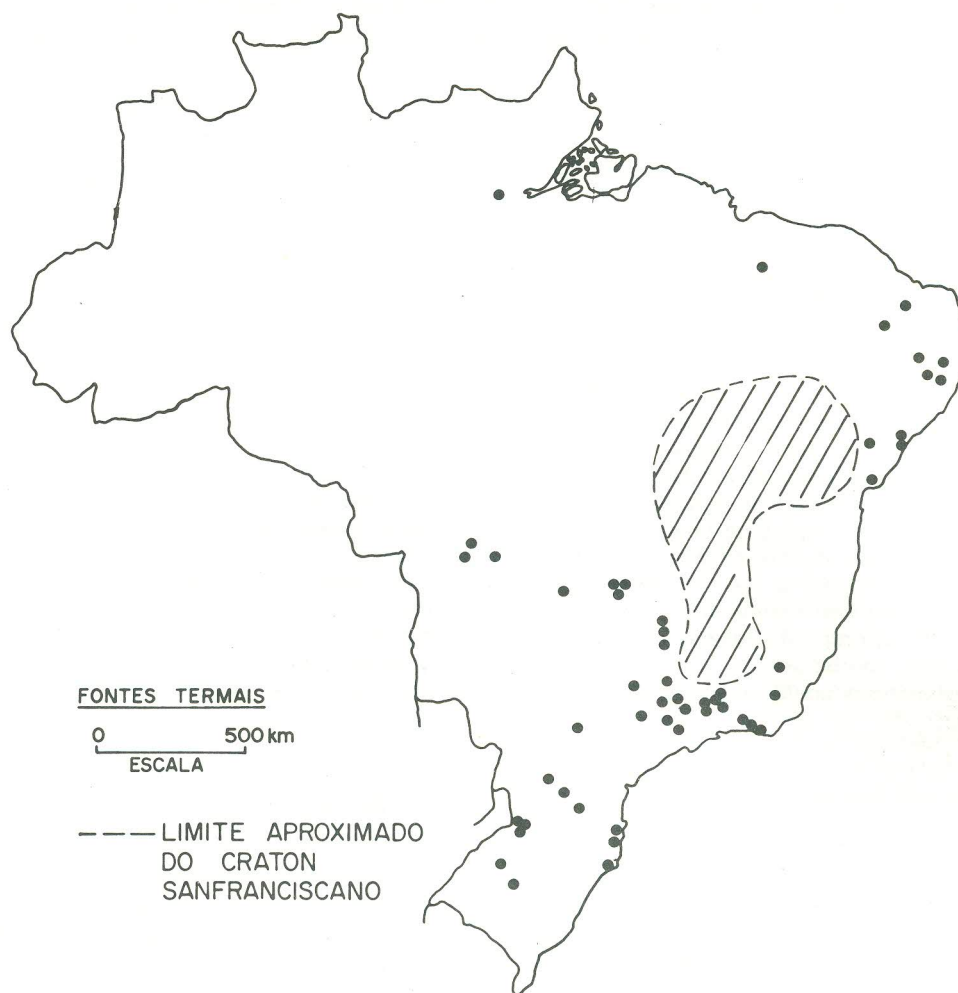 FONTES TERMAIS
0 500 km
ESCALA
LIMITE APROXIMADO
DO CRATON
SANFRANCISCANO